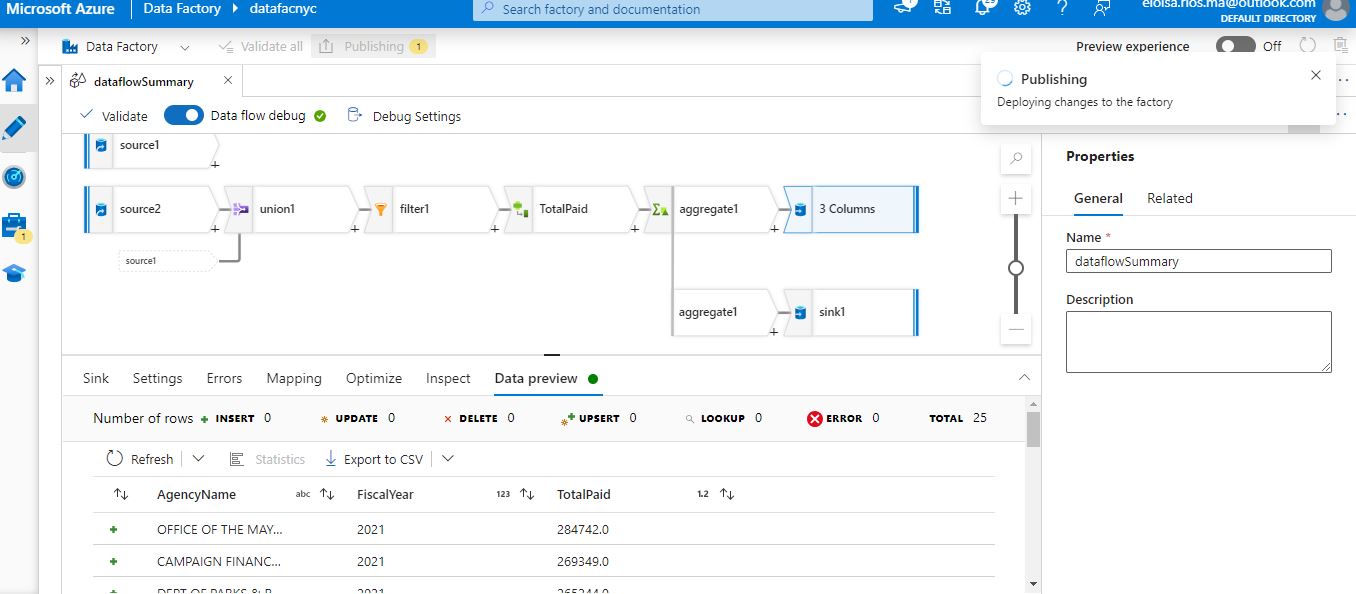 Microsoft Azure
Data Factory
datafacnyc
Search factory and documentation
eloisa.rios.ma@outlook.com
DEFAULT DIRECTORY
Data Factory
Validate all
Publishing
1
Preview experience
Off
dataflowSummary
Publishing
Deploying changes to the factory
Validate
Data flow debug
Debug Settings
source1
source2
union1
filter1
TotalPaid
aggregate1
3 Columns
source1
aggregate1
sink1
1
Properties
General
Related
Name *
dataflowSummary
Description
Sink
Settings
Errors
Mapping
Optimize
Inspect
Data preview
Number of rows
INSERT 0
UPDATE 0
DELETE 0
UPSERT 0
LOOKUP 0
ERROR 0
TOTAL 25
Refresh
Statistics
Export to CSV
AgencyName abc
FiscalYear 123
TotalPaid 1.2
OFFICE OF THE MAY... 2021 284742.0
CAMPAIGN FINANC... 2021 269349.0
DEPT OF PARKS & R... 2021 265244.0